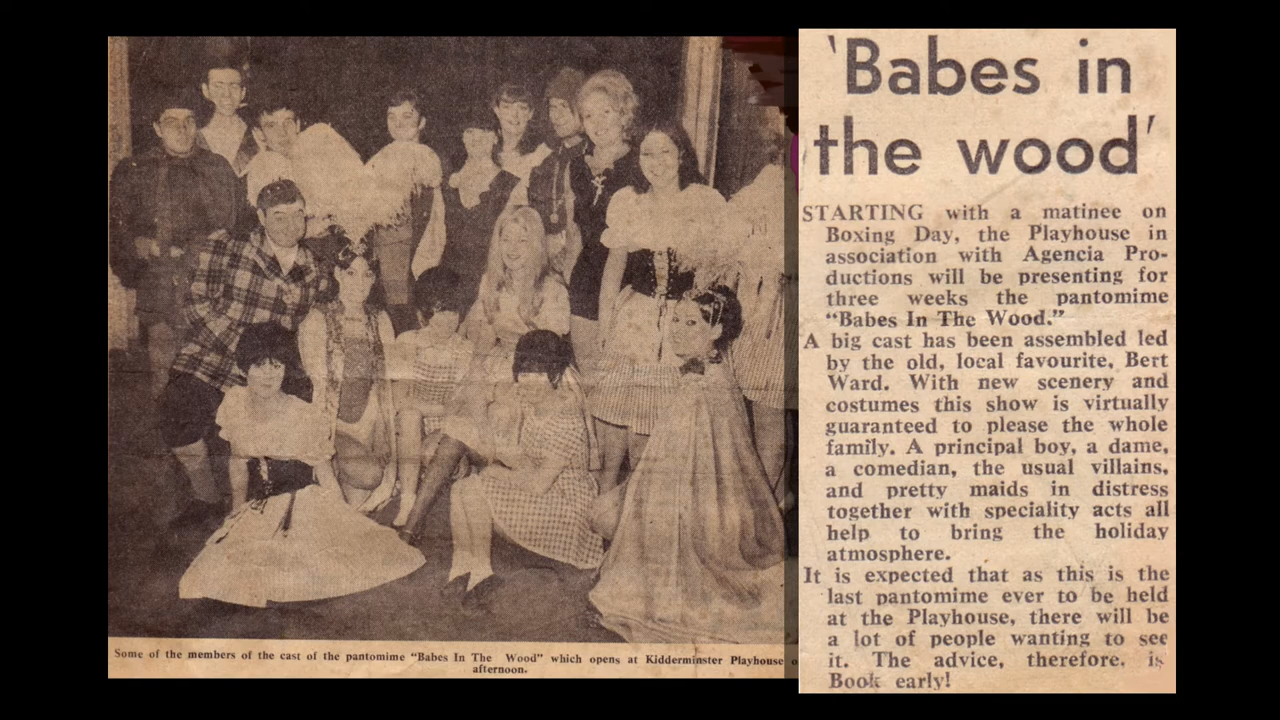 Some of the members of the cast of the pantomime "Babes In The Wood" which opens at Kidderminster Playhouse
afternoon.
'Babes in
the wood'
STARTING with a matinee on
Boxing Day, the Playhouse in
association with Agencia Pro-
ductions will be presenting for
three weeks the pantomime
"Babes In The Wood."
A big cast has been assembled led
by the old, local favourite, Bert
Ward. With new scenery and
costumes this show is virtually
guaranteed to please the whole
family. A principal boy, a dame,
a comedian, the usual villains,
and pretty maids in distress
together with speciality acts all
help to bring the holiday
atmosphere.
It is expected that as this is the
last pantomime ever to be held
at the Playhouse, there will be
a lot of people wanting to see
it. The advice, therefore, is
Book early!